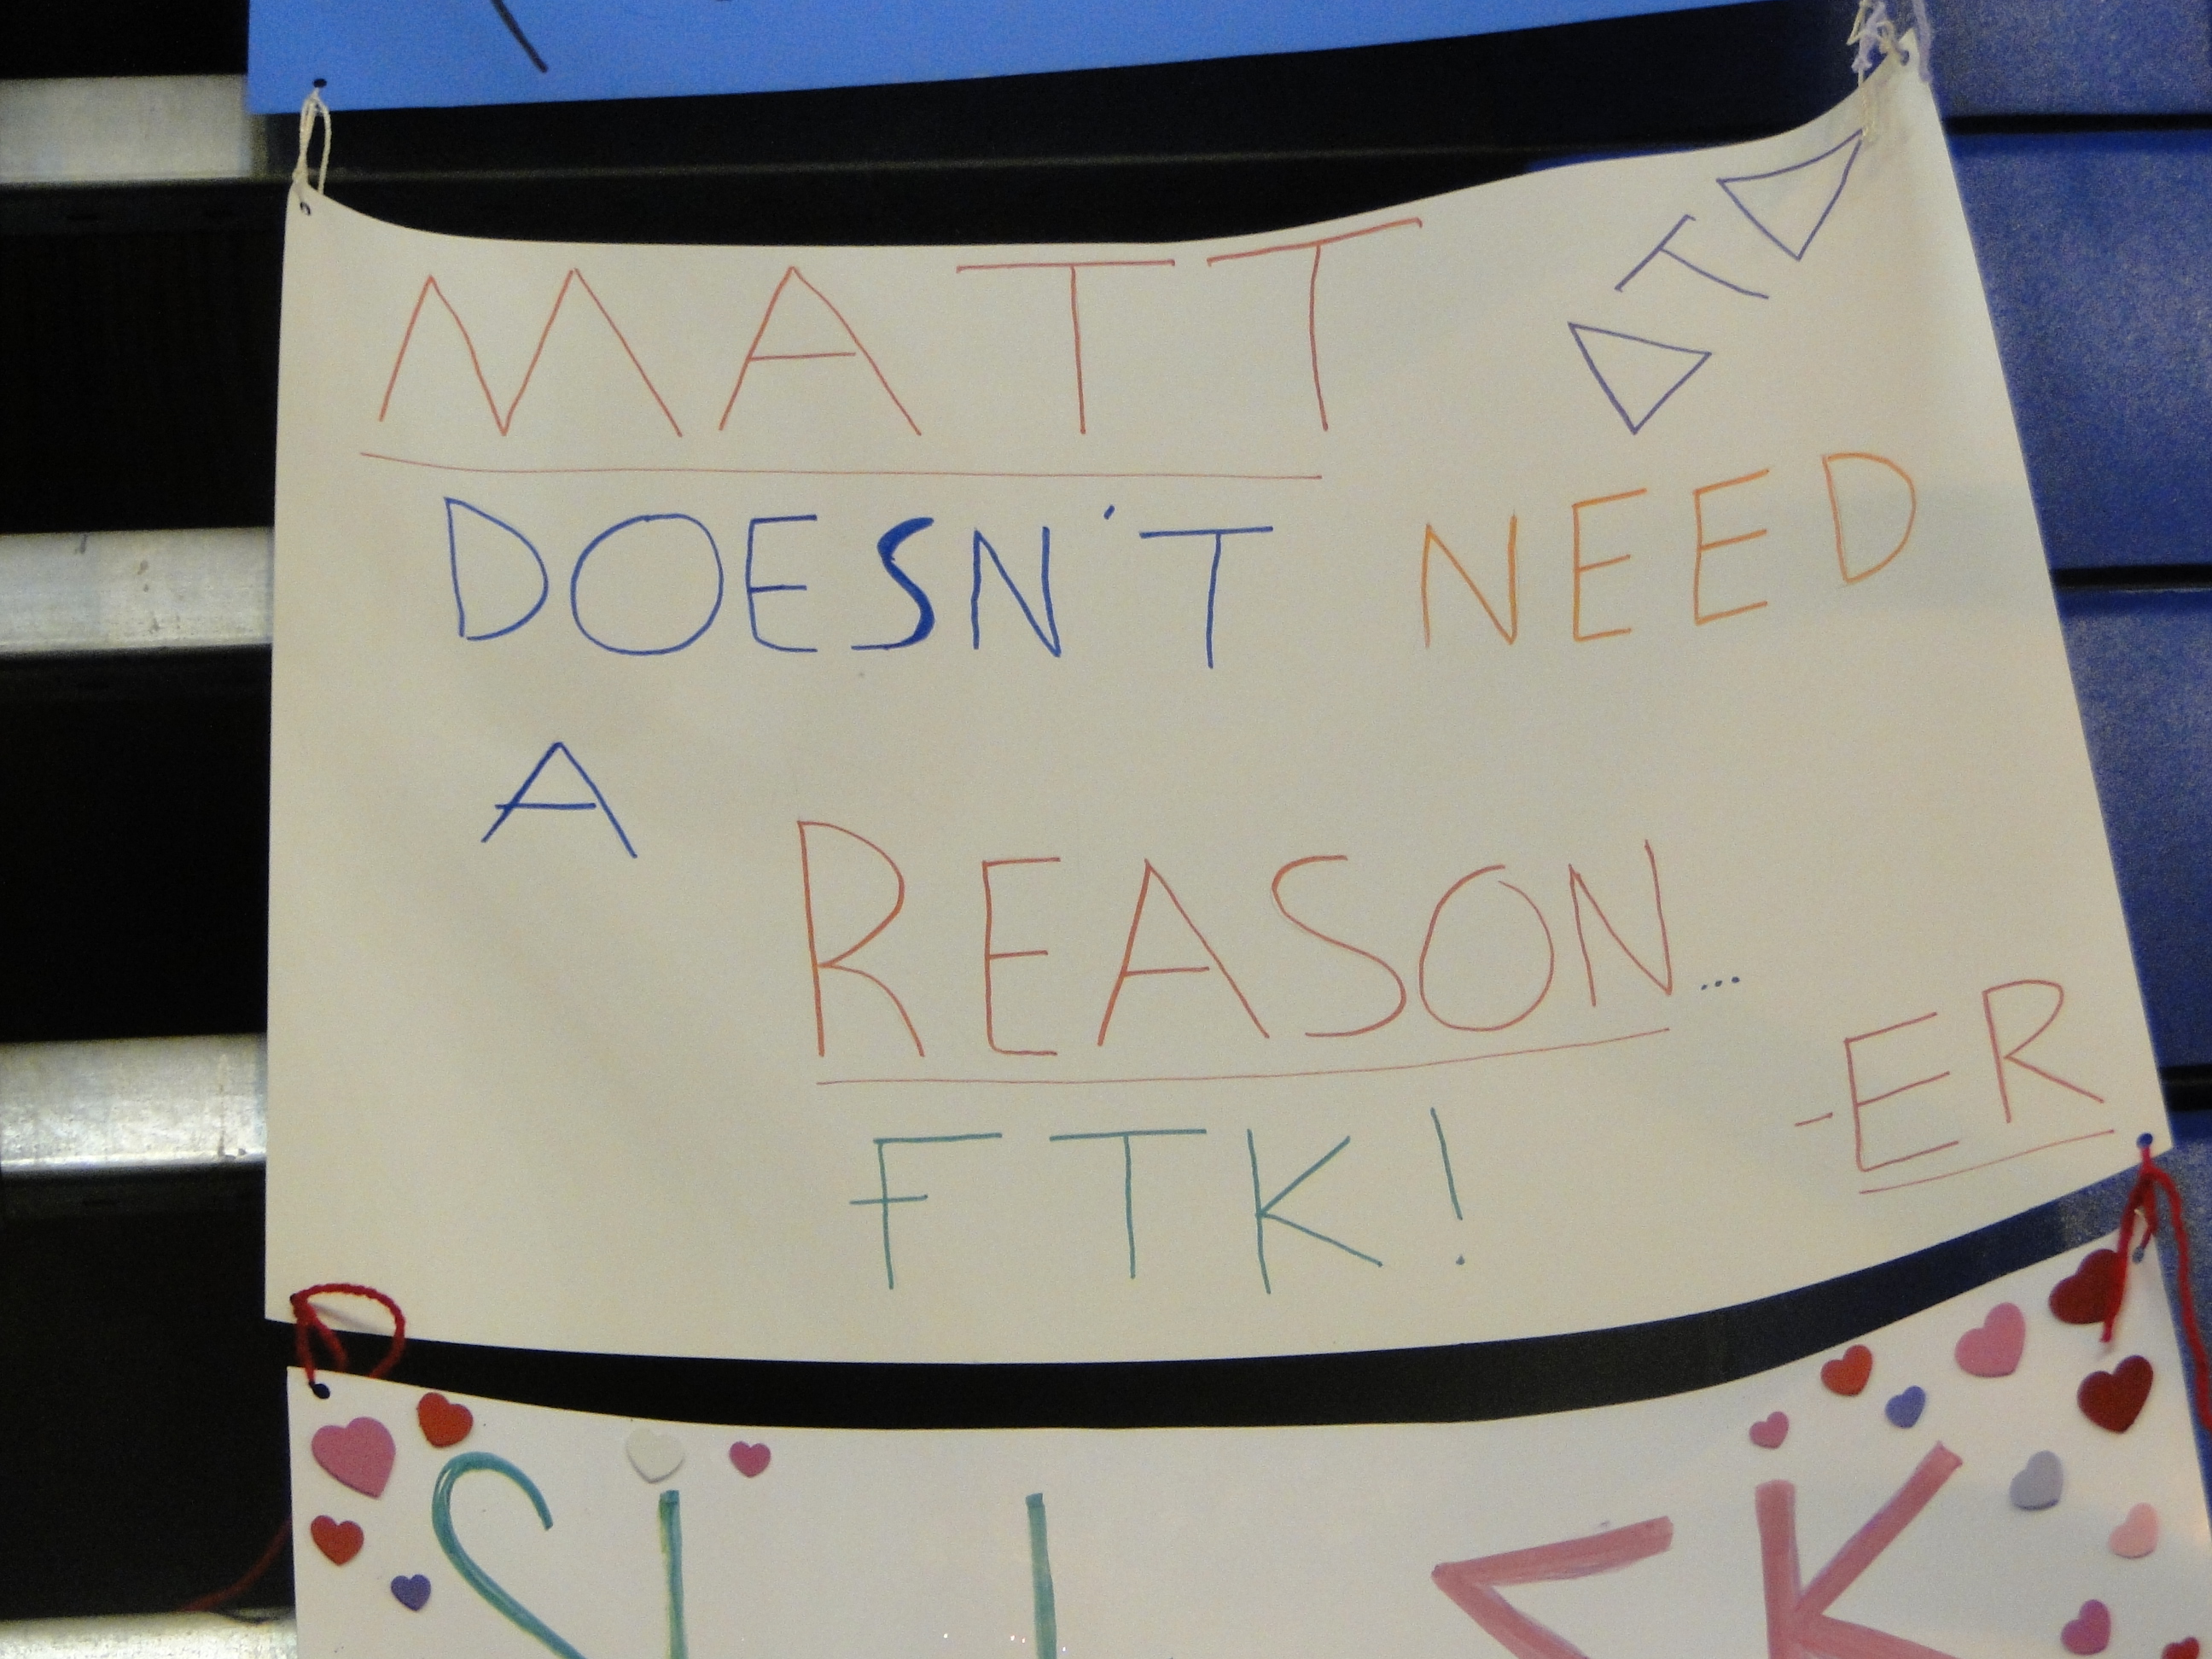 MATT
ΔTΔ
DOESN'T NEED
A
REASON...
-ER
FTK!